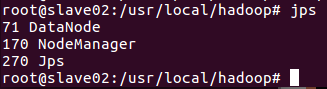 root@slave02:/usr/local/hadoop# jps
71 DataNode
170 NodeManager
270 Jps
root@slave02:/usr/local/hadoop#